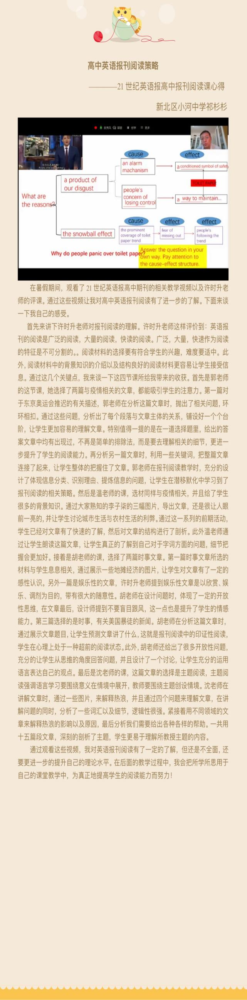 高中英语报刊阅读策略
————21 世纪英语报高中报刊阅读课心得
新北区小河中学祁杉杉
麦克风 禁言 暂停 更多
cause
effect
an alarm
machanism
a conditioned symbol of safety
a product of
our disgust
TOILET PAPER
What are
the reasons?
people's
concern of
losing control
a way to maintain...
cause
effect
effect
the snowball effect
the prominent
coverage of toilet
paper trend
fear of
missing out
people's
following the
trend
Why do people panic over toilet paper?
Answer the question in your
own way. Pay attention to
the cause-effect structure.
在暑假期间，观看了 21 世纪英语报高中期刊的相关教学视频以及许时升老
师的评课。通过这些视频让我对高中英语报刊阅读有了进一步的了解。下面来谈
一下我自己的感受。
首先来讲下许时升老师对报刊阅读的理解。许时升老师这样评价到：英语报
刊的阅读是广泛的阅读，大量的阅读，快读的阅读。广泛，大量，快速作为阅读
的特征是不可分割的。。阅读材料的选择要有符合学生的兴趣，难度要适中。此
外，阅读材料中的背景知识的介绍以及结构良好的阅读材料更容易让学生接受信
息。通过这几个关键点，我来谈一下这四节课所给我带来的收获。首先是郭老师
的这节课，她选择了两篇与疫情相关的文章，都能吸引学生的注意力。第一篇对
于东京奥运会推迟的有关描述，郭老师在分析这篇文章时，抛出了相关问题，环
环相扣。通过这些问题，分析出了每个段落与文章主体的关系，铺设好一个个台
阶，让学生更加容易的理解文章。特别值得一提的是在一道选择题里，给出的答
案文章中均有出现过，不再是简单的排除法，而是要去理解相关的细节，更进一
步提升了学生的阅读能力。再分析另一篇文章时，利用一些关键词，把整篇文章
连接了起来，让学生整体的把握住了文章。郭老师在报刊阅读教学时，充分的设
计了体现信息分类、识别理由、提炼信息的问题，让学生在潜移默化中学习到了
报刊阅读的相关策略。然后是温老师的课，选材同样与疫情相关，并且给了学生
很多的背景知识。通过大家熟知的李子柒的三幅图片，导出文章，还是很让人眼
前一亮的，并让学生讨论城市生活与农村生活的利弊。通过这一系列的前期活动，
学生已经对文章有了快速的了解，然后对文章的结构进行了剖析。此外温老师通
过让学生朗读这篇文章，让学生真正的了解到自己对于字词方面的问题，细节把
握会更加好。接着是胡老师的课，选择了两篇时事文章。第一篇时事文章所选的
材料与学生息息相关，通过展示一些地摊经济的图片，让学生对文章有了一定的
感性认识。另外一篇是娱乐性的文章，许时升老师提到娱乐性文章是以欣赏、娱
乐、调剂为目的，带有很大的随意性。胡老师在设计问题时，体现了一定的开放
性思维，在文章最后，设计师提到不要盲目跟风，这一点也是提升了学生的情感
能力。第三篇选择的是时事，有关美国暴徒的新闻。胡老师在分析这篇文章时，
通过展示文章题目，让学生预测文章讲了什么，这就是报刊阅读中的印证性阅读，
学生在心理上处于一种超前的阅读状态。此外，胡老师还给出了很多开放性问题，
充分的让学生从思维的角度回答问题，并且设计了一个讨论，让学生充分的运用
语言表达自己的观点。最后是沈老师的课，这篇文章的选择是主题阅读，主题阅
读强调语言学习要围绕意义在情境中展开，教师要围绕主题创设情境。沈老师在
讲解文章时，通过一些图片，来解释热浪，并且通过四个问题来理解文章，在讲
解问题的同时，分析了一些词汇以及细节，逻辑性很强。紧接着用不同领域的文
章来解释热浪的影响以及原因，最后分析我们需要给出各种各样的帮助。一共用
十五篇段文章，深刻的剖析了主题，学生更易于理解所教授主题的内容。
通过观看这些视频，我对英语报刊阅读有了一定的了解，但还是不全面，还
要更进一步的提升自己的理论水平。在后面的教学过程中，我会把所学所思用于
自己的课堂教学中，为真正地提高学生的阅读能力而努力！